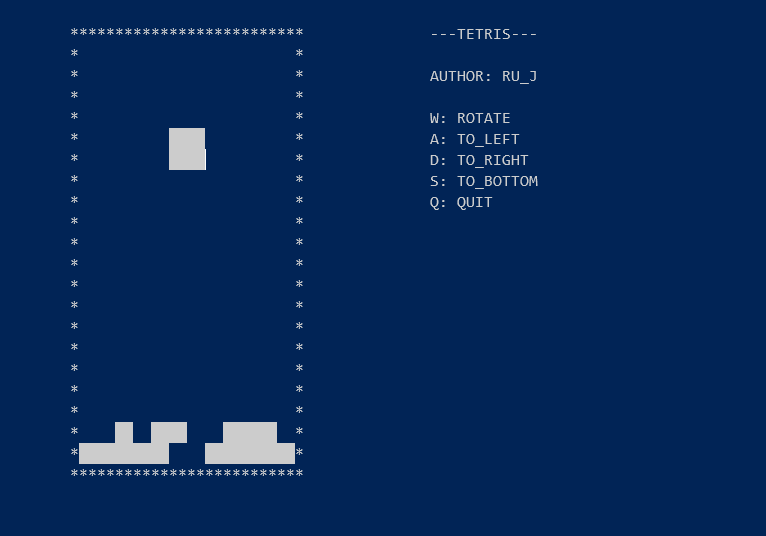 ---TETRIS---
AUTHOR: RU_J
W: ROTATE
A: TO_LEFT
D: TO_RIGHT
S: TO_BOTTOM
Q: QUIT